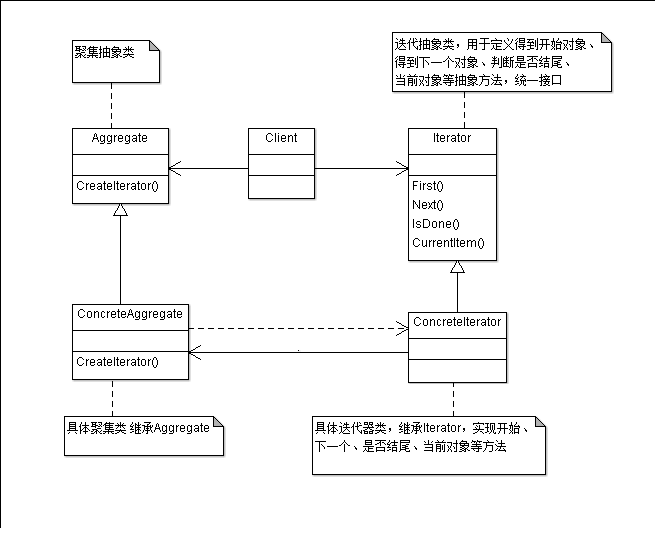 聚集抽象类
迭代抽象类，用于定义得到开始对象、
得到下一个对象、判断是否结尾、
当前对象等抽象方法，统一接口
Aggregate
Client
Iterator
CreateIterator()
First()
Next()
IsDone()
CurrentItem()
ConcreteAggregate
ConcreteIterator
CreateIterator()
具体聚集类 继承Aggregate
具体迭代器类，继承Iterator，实现开始、
下一个、是否结尾、当前对象等方法